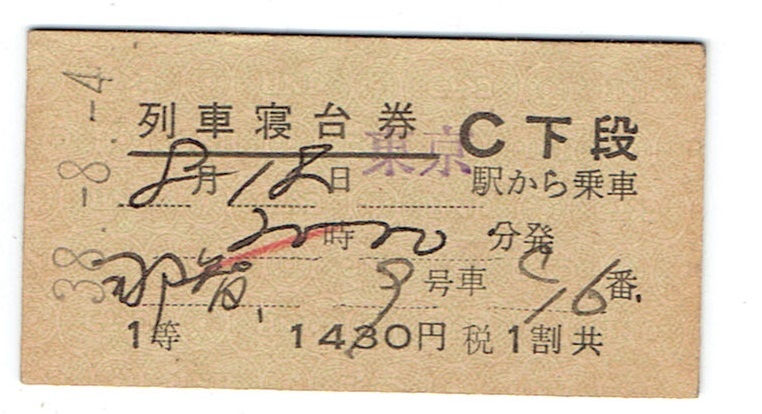 38.-8.-4
列車寝台券 C下段
8月18日 東京 駅から乗車
時 分発
号車 16番
1等 1430円 税1割共